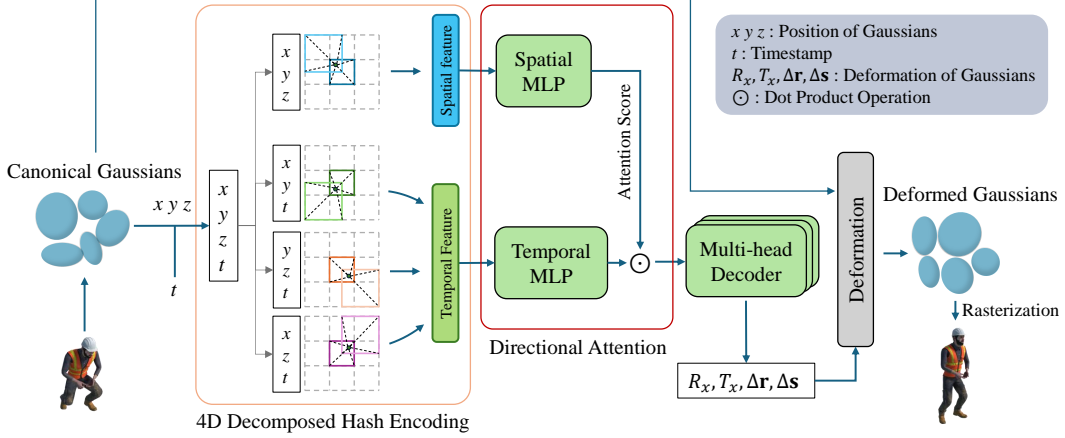 x y z : Position of Gaussians
t : Timestamp
R_x, T_x, Δr, Δs : Deformation of Gaussians
⊙ : Dot Product Operation
Canonical Gaussians
x y z
t
x
y
z
t
x
y
z
x
y
t
y
z
t
x
z
t
Spatial feature
Temporal Feature
4D Decomposed Hash Encoding
Spatial
MLP
Attention Score
Temporal
MLP
⊙
Directional Attention
Multi-head
Decoder
R_x, T_x, Δr, Δs
Deformation
Deformed Gaussians
Rasterization